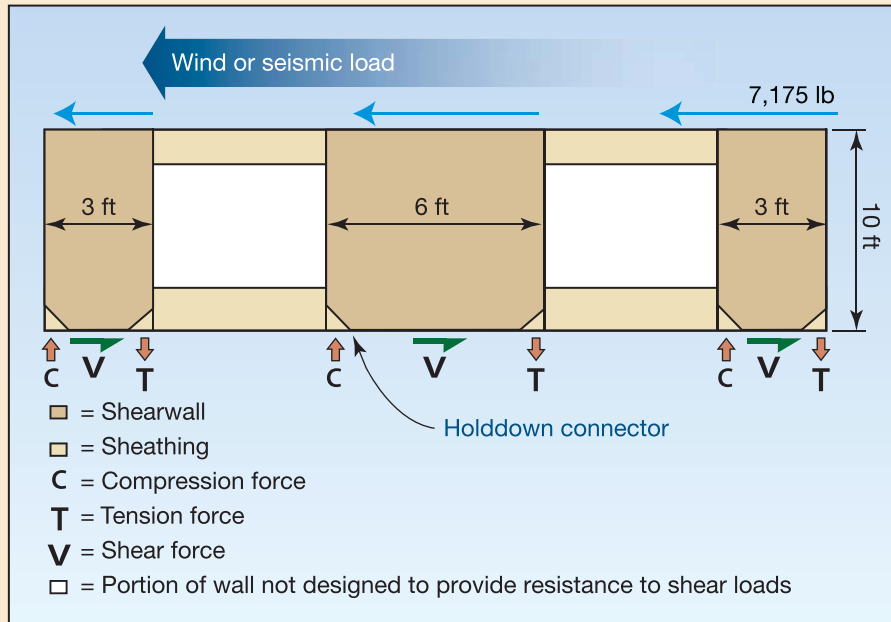 Wind or seismic load
7,175 lb
3 ft
6 ft
3 ft
10 ft
C
V
T
C
V
T
C
V
T
Holddown connector
= Shearwall
= Sheathing
C = Compression force
T = Tension force
V = Shear force
= Portion of wall not designed to provide resistance to shear loads